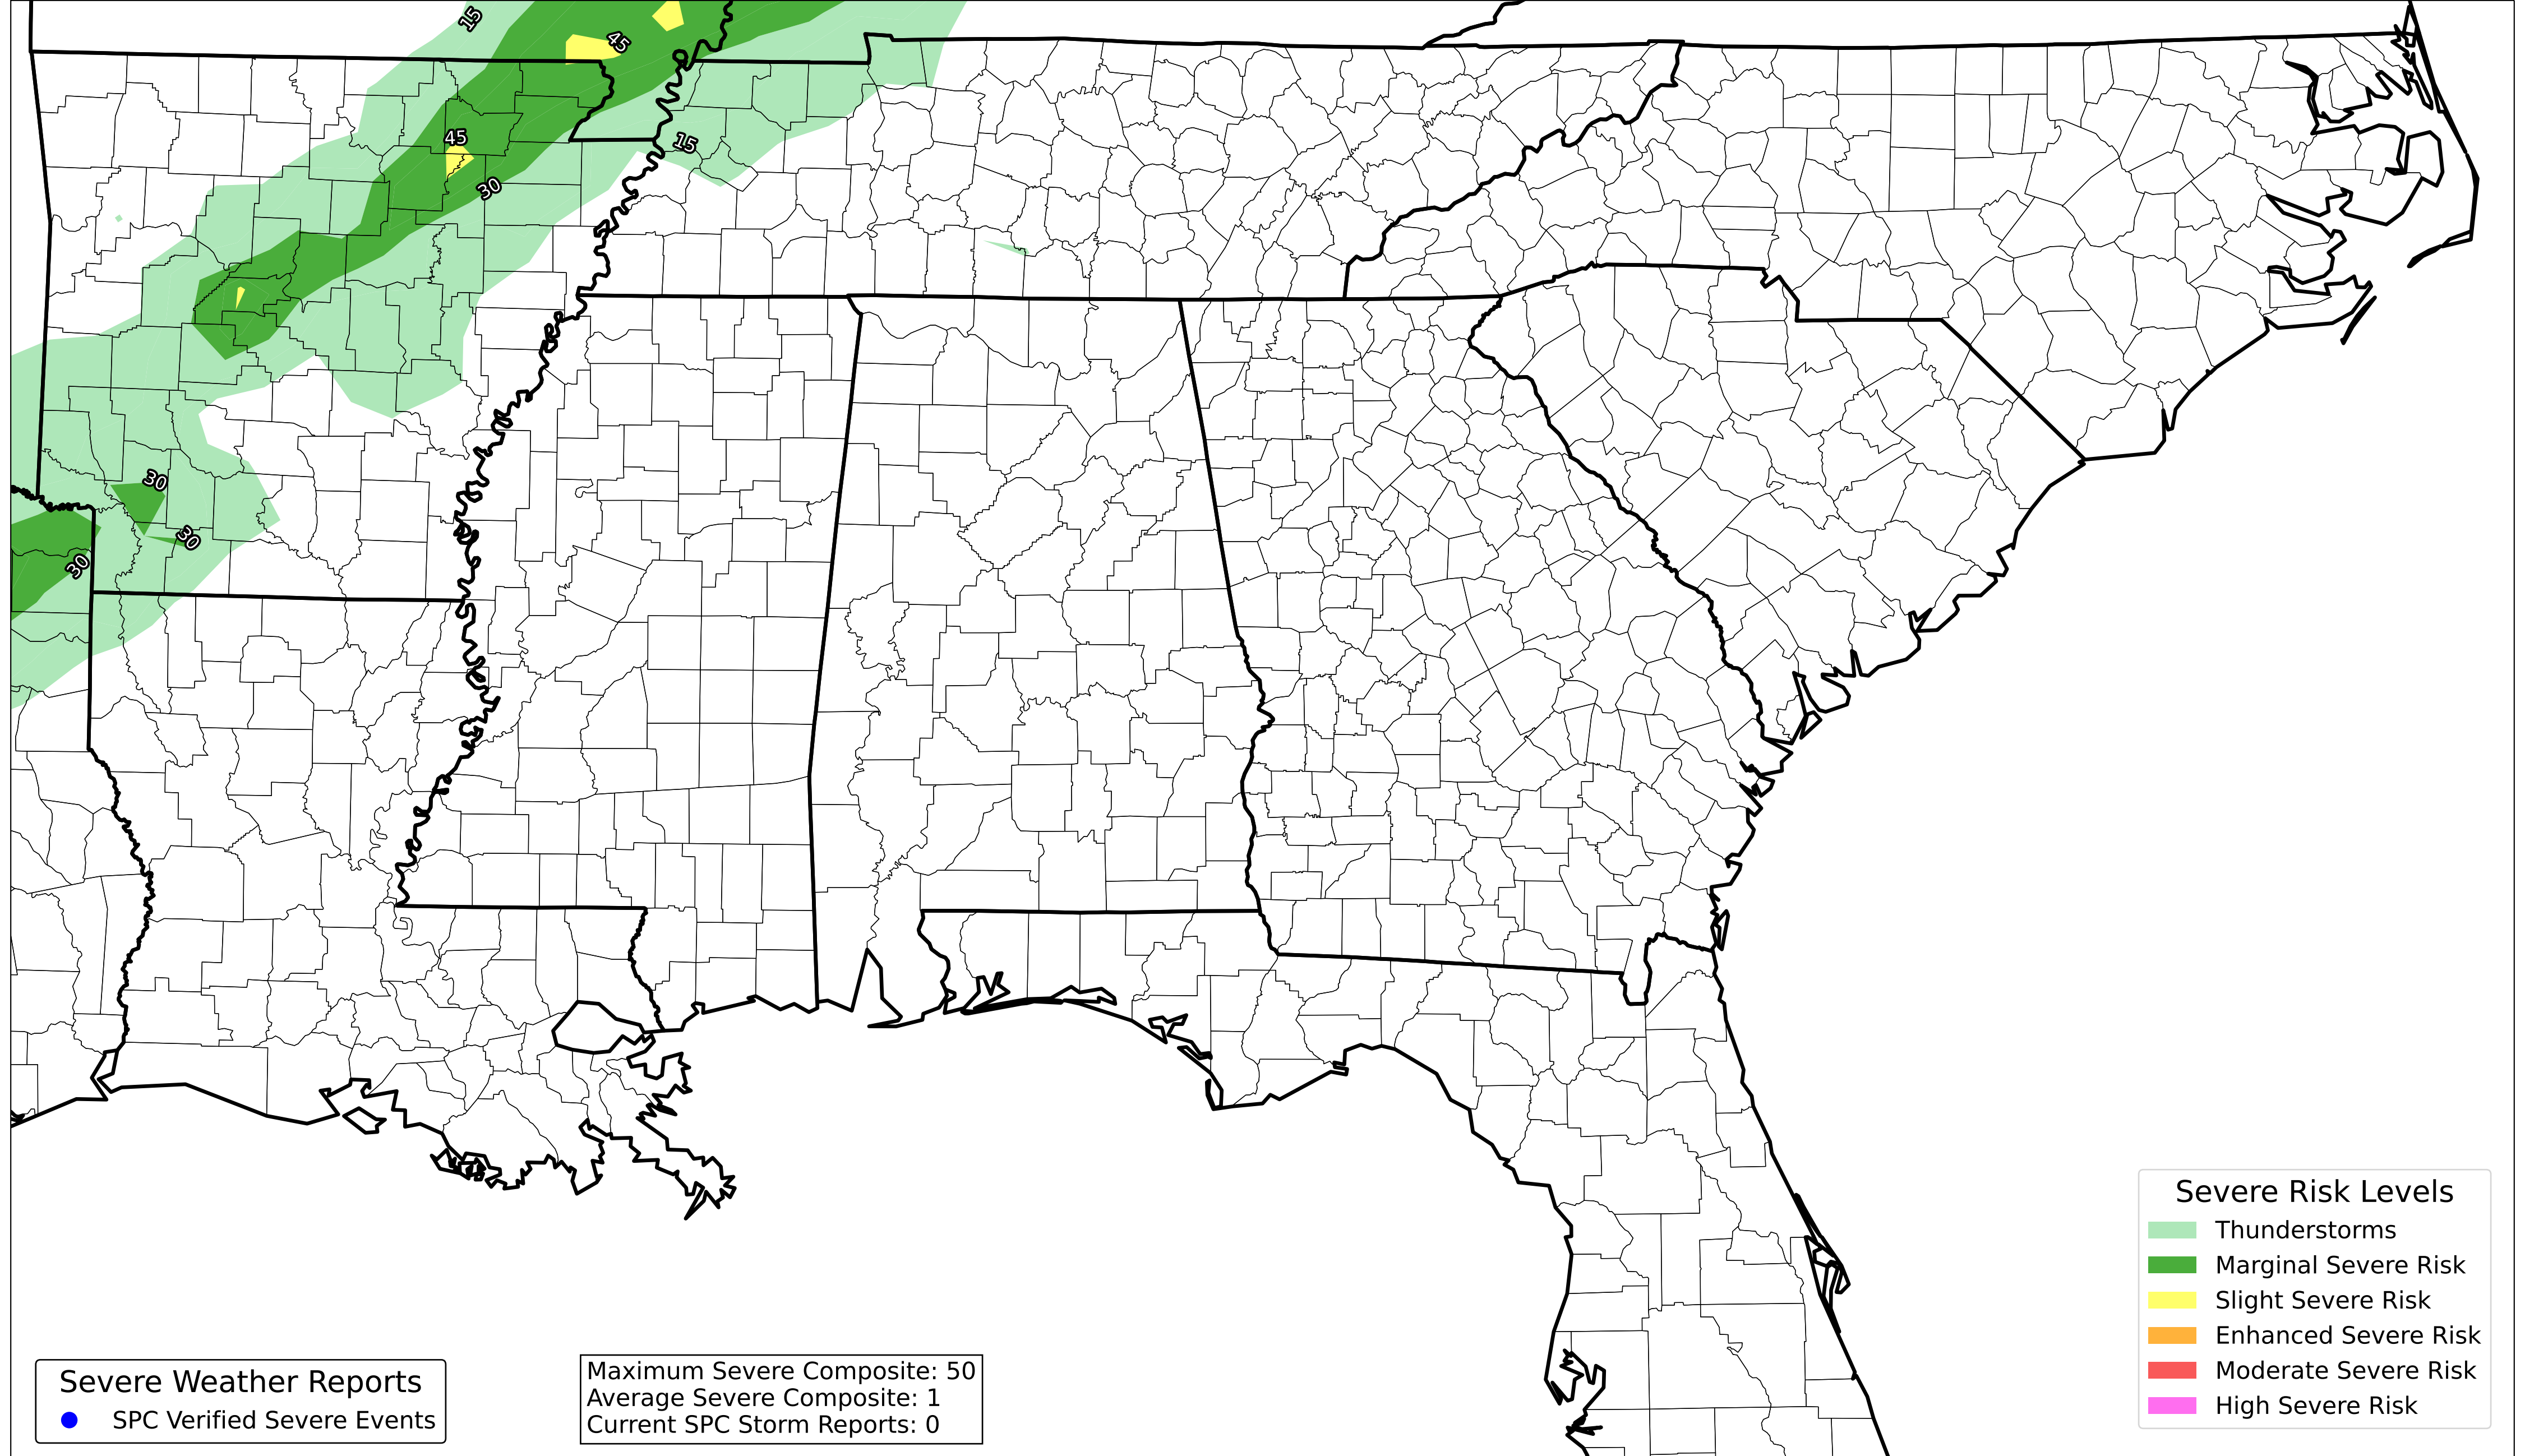 15
45
45
15
30
30
30
30
Severe Risk Levels
Thunderstorms
Marginal Severe Risk
Slight Severe Risk
Enhanced Severe Risk
Moderate Severe Risk
High Severe Risk
Severe Weather Reports
SPC Verified Severe Events
Maximum Severe Composite: 50
Average Severe Composite: 1
Current SPC Storm Reports: 0